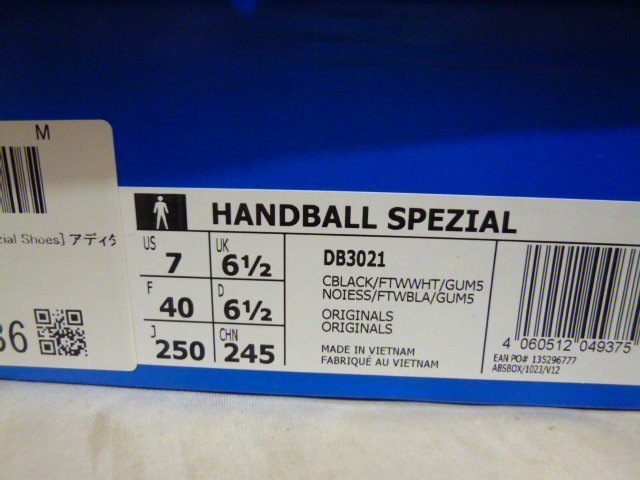 M
cial Shoes] アディダ
36
HANDBALL SPEZIAL
US 7
UK 6½
F 40
D 6½
J 250
CHN 245
DB3021
CBLACK/FTWWHT/GUM5
NOIESS/FTWBLA/GUM5
ORIGINALS
ORIGINALS
MADE IN VIETNAM
FABRIQUÉ AU VIETNAM
4 060512 049375
EAN PO# 135296777
ABSBOX/1023/V12